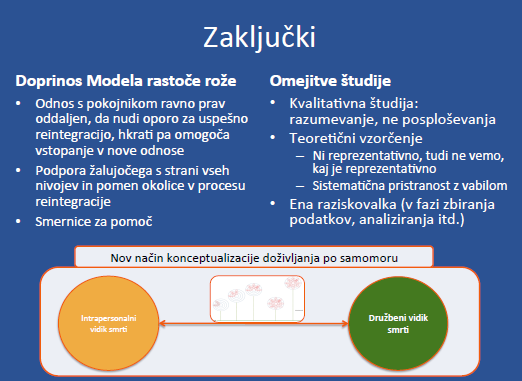 Zaključki
Doprinos Modela rastoče rože
• Odnos s pokojnikom ravno prav
oddaljen, da nudi oporo za uspešno
reintegracijo, hkrati pa omogoča
vstopanje v nove odnose
• Podpora žalujočega s strani vseh
nivojev in pomen okolice v procesu
reintegracije
• Smernice za pomoč
Omejitve študije
• Kvalitativna študija:
razumevanje, ne posploševanja
• Teoretični vzorčenje
– Ni reprezentativno, tudi ne vemo,
kaj je reprezentativno
– Sistematična pristranost z vabilom
• Ena raziskovalka (v fazi zbiranja
podatkov, analiziranja itd.)
Nov način konceptualizacije doživljanja po samomoru
Intrapersonalni
vidik smrti
Družbeni vidik
smrti